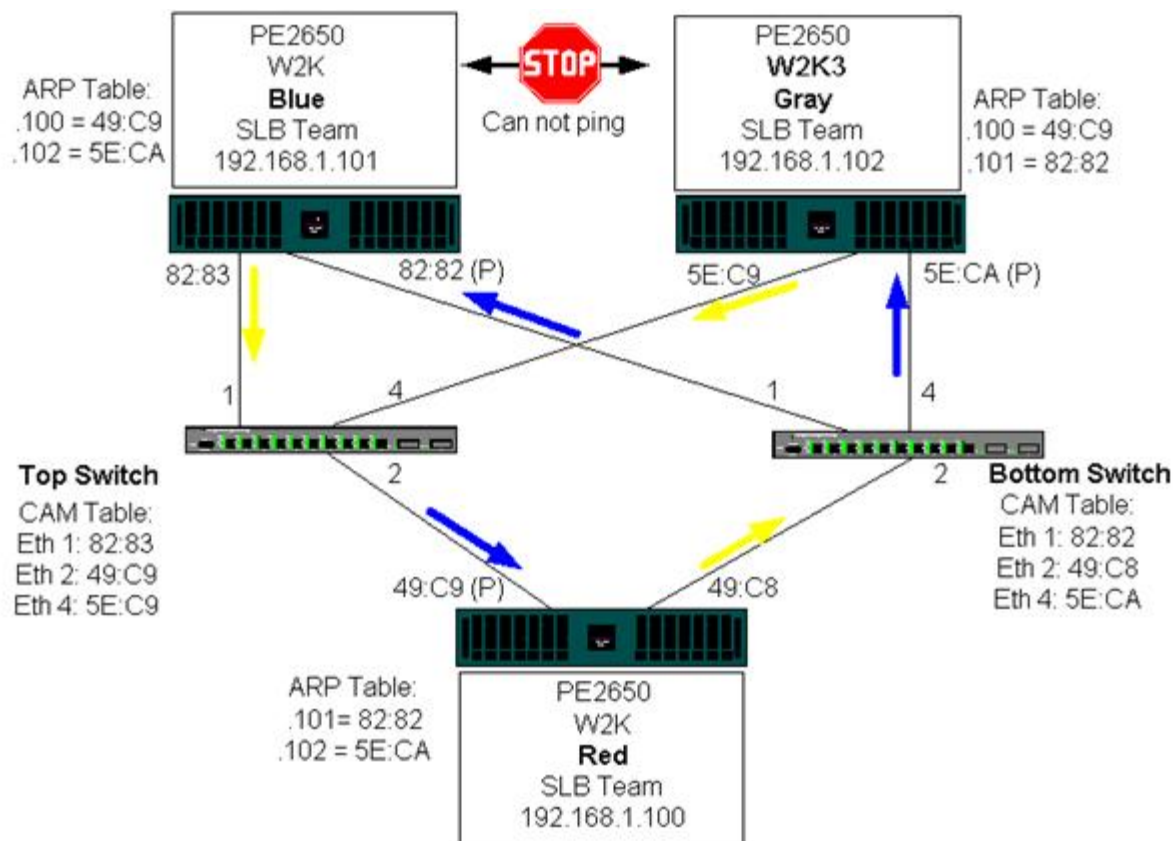 PE2650
W2K
Blue
SLB Team
192.168.1.101
STOP
Can not ping
PE2650
W2K3
Gray
SLB Team
192.168.1.102
ARP Table:
.100 = 49:C9
.102 = 5E:CA
ARP Table:
.100 = 49:C9
.101 = 82:82
82:83
82:82 (P)
5E:C9
5E:CA (P)
1
4
1
4
Top Switch
CAM Table:
Eth 1: 82:83
Eth 2: 49:C9
Eth 4: 5E:C9
2
2
Bottom Switch
CAM Table:
Eth 1: 82:82
Eth 2: 49:C8
Eth 4: 5E:CA
49:C9 (P)
49:C8
ARP Table:
.101= 82:82
.102 = 5E:CA
PE2650
W2K
Red
SLB Team
192.168.1.100